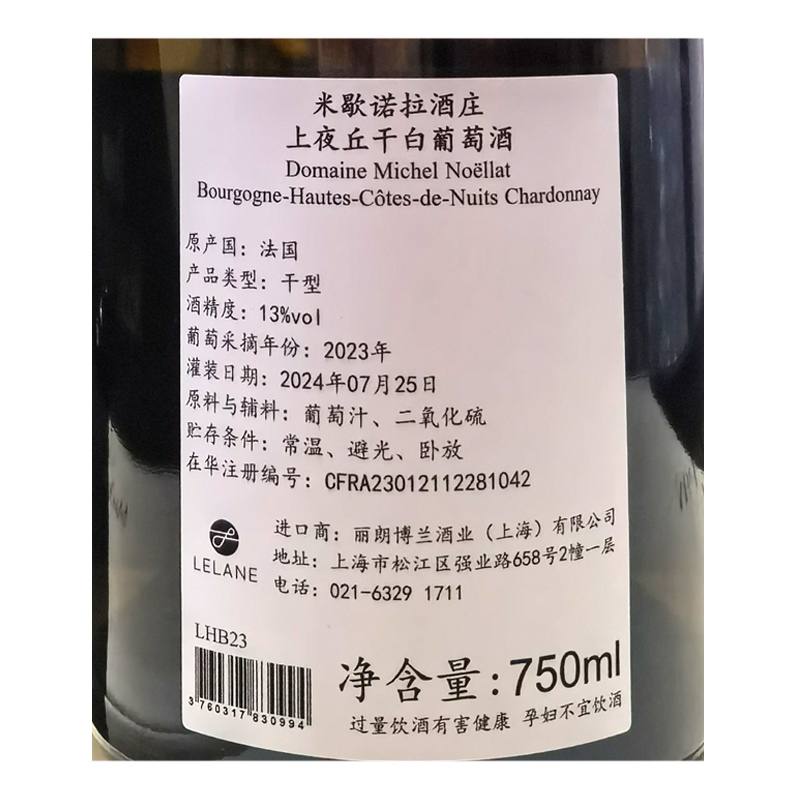 米歇诺拉酒庄
上夜丘干白葡萄酒
Domaine Michel Noëllat
Bourgogne-Hautes-Côtes-de-Nuits Chardonnay
原产国：法国
产品类型：干型
酒精度：13%vol
葡萄采摘年份：2023年
灌装日期：2024年07月25日
原料与辅料：葡萄汁、二氧化硫
贮存条件：常温、避光、卧放
在华注册编号：CFRA23012112281042
进口商：丽朗博兰酒业（上海）有限公司
地址：上海市松江区强业路658号2幢一层
电话：021-6329 1711
LELANE
LHB23
3760317830994
净含量:750ml
过量饮酒有害健康 孕妇不宜饮酒